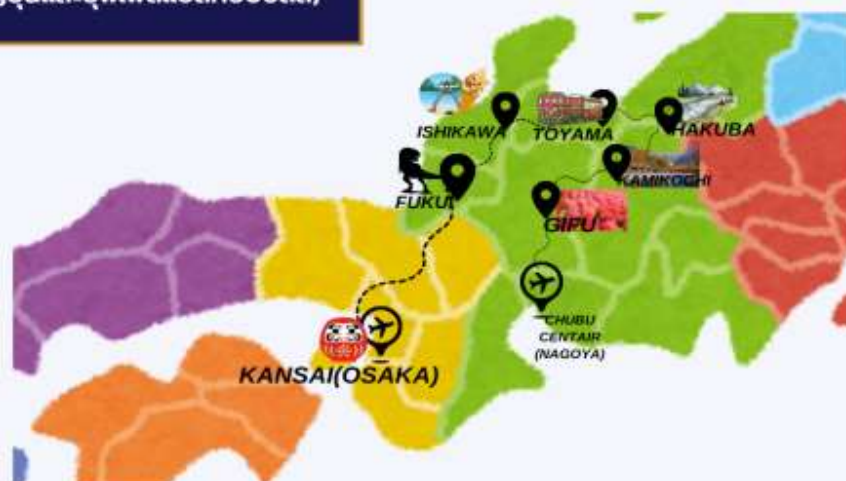 ISHIKAWA
TOYAMA
HAKUBA
KAMIKOCHI
FUKUI
GIFU
CHUBU
CENTAIR
(NAGOYA)
KANSAI(OSAKA)